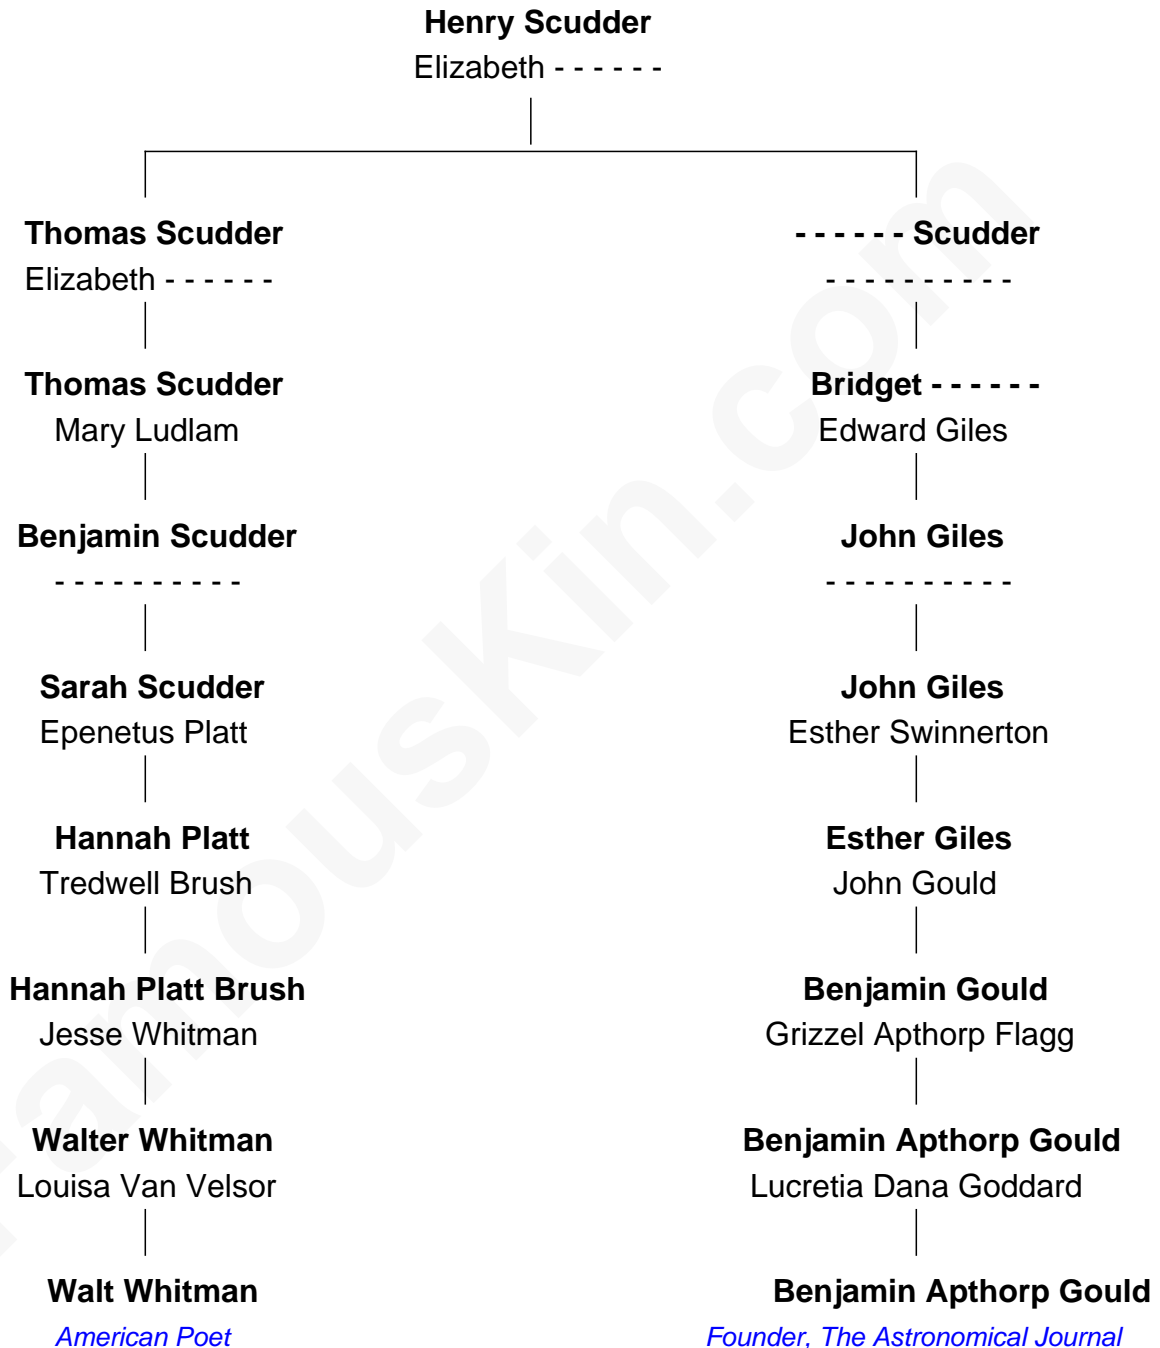 Henry Scudder
Elizabeth - - - - - -
Thomas Scudder
Elizabeth - - - - - -
Thomas Scudder
Mary Ludlam
Benjamin Scudder
- - - - - - - - - -
Sarah Scudder
Epenetus Platt
Hannah Platt
Tredwell Brush
Hannah Platt Brush
Jesse Whitman
Walter Whitman
Louisa Van Velsor
Walt Whitman
American Poet
- - - - - - Scudder
- - - - - - - - - -
Bridget - - - - - -
Edward Giles
John Giles
- - - - - - - - - -
John Giles
Esther Swinnerton
Esther Giles
John Gould
Benjamin Gould
Grizzel Apthorp Flagg
Benjamin Apthorp Gould
Lucretia Dana Goddard
Benjamin Apthorp Gould
Founder, The Astronomical Journal
FamousKin.com